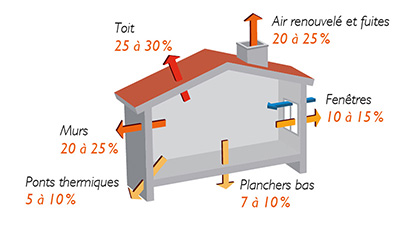 Toit
25 à 30 %
Air renouvelé et fuites
20 à 25 %
Fenêtres
10 à 15 %
Murs
20 à 25 %
Ponts thermiques
5 à 10 %
Planchers bas
7 à 10 %